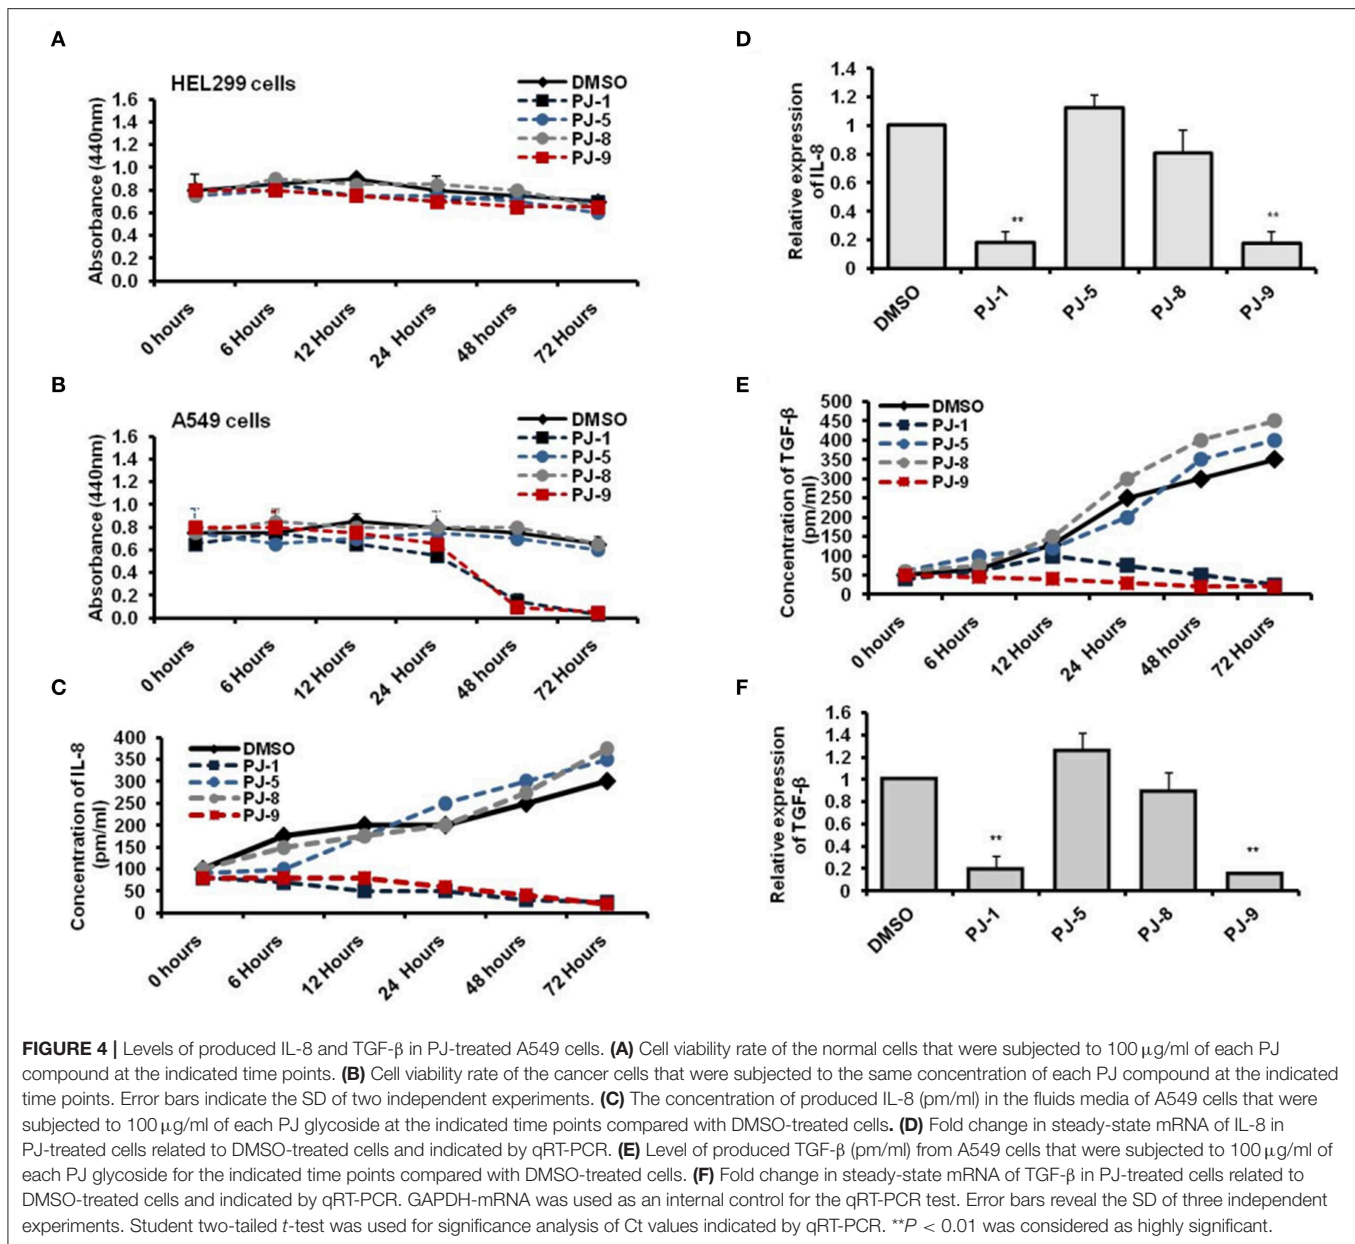 A
HEL299 cells
DMSO
PJ-1
PJ-5
PJ-8
PJ-9
Absorbance (440nm)
1.6
1.4
1.2
1.0
0.8
0.6
0.4
0.2
0.0
0 hours
6 Hours
12 Hours
24 Hours
48 hours
72 Hours
B
A549 cells
DMSO
PJ-1
PJ-5
PJ-8
PJ-9
Absorbance (440nm)
1.6
1.4
1.2
1.0
0.8
0.6
0.4
0.2
0.0
0 hours
6 Hours
12 Hours
24 Hours
48 hours
72 Hours
C
DMSO
PJ-1
PJ-5
PJ-8
PJ-9
Concentration of IL-8
(pm/ml)
400
350
300
250
200
150
100
50
0
0 hours
6 Hours
12 Hours
24 Hours
48 hours
72 Hours
D
Relative expression
of IL-8
1.4
1.2
1
0.8
0.6
0.4
0.2
0
**
**
DMSO
PJ-1
PJ-5
PJ-8
PJ-9
E
DMSO
PJ-1
PJ-5
PJ-8
PJ-9
Concentration of TGF-β
(pm/ml)
500
450
400
350
300
250
200
150
100
50
0
0 hours
6 Hours
12 Hours
24 Hours
48 hours
72 Hours
F
Relative expression
of TGF-β
1.6
1.4
1.2
1
0.8
0.6
0.4
0.2
0
**
**
DMSO
PJ-1
PJ-5
PJ-8
PJ-9
FIGURE 4 | Levels of produced IL-8 and TGF-β in PJ-treated A549 cells. (A) Cell viability rate of the normal cells that were subjected to 100 μg/ml of each PJ
compound at the indicated time points. (B) Cell viability rate of the cancer cells that were subjected to the same concentration of each PJ compound at the indicated
time points. Error bars indicate the SD of two independent experiments. (C) The concentration of produced IL-8 (pm/ml) in the fluids media of A549 cells that were
subjected to 100 μg/ml of each PJ glycoside at the indicated time points compared with DMSO-treated cells. (D) Fold change in steady-state mRNA of IL-8 in
PJ-treated cells related to DMSO-treated cells and indicated by qRT-PCR. (E) Level of produced TGF-β (pm/ml) from A549 cells that were subjected to 100 μg/ml of
each PJ glycoside for the indicated time points compared with DMSO-treated cells. (F) Fold change in steady-state mRNA of TGF-β in PJ-treated cells related to
DMSO-treated cells and indicated by qRT-PCR. GAPDH-mRNA was used as an internal control for the qRT-PCR test. Error bars reveal the SD of three independent
experiments. Student two-tailed t-test was used for significance analysis of Ct values indicated by qRT-PCR. **P < 0.01 was considered as highly significant.